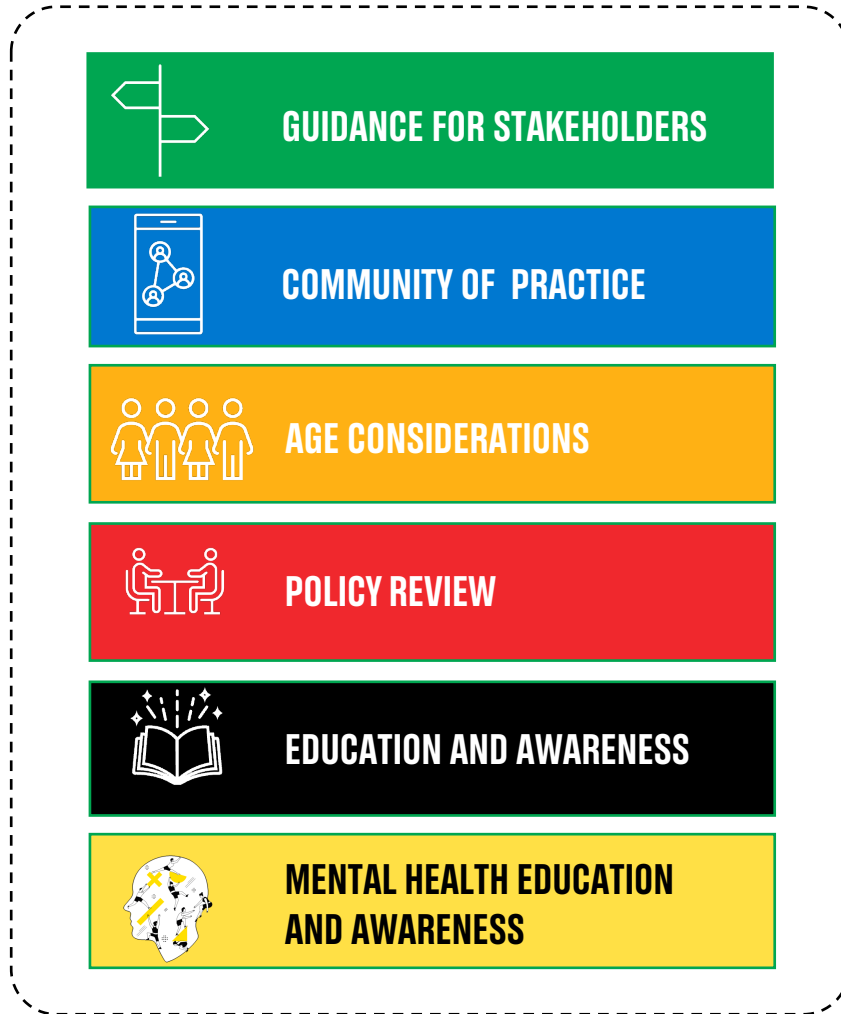 GUIDANCE FOR STAKEHOLDERS
COMMUNITY OF PRACTICE
AGE CONSIDERATIONS
POLICY REVIEW
EDUCATION AND AWARENESS
MENTAL HEALTH EDUCATION
AND AWARENESS